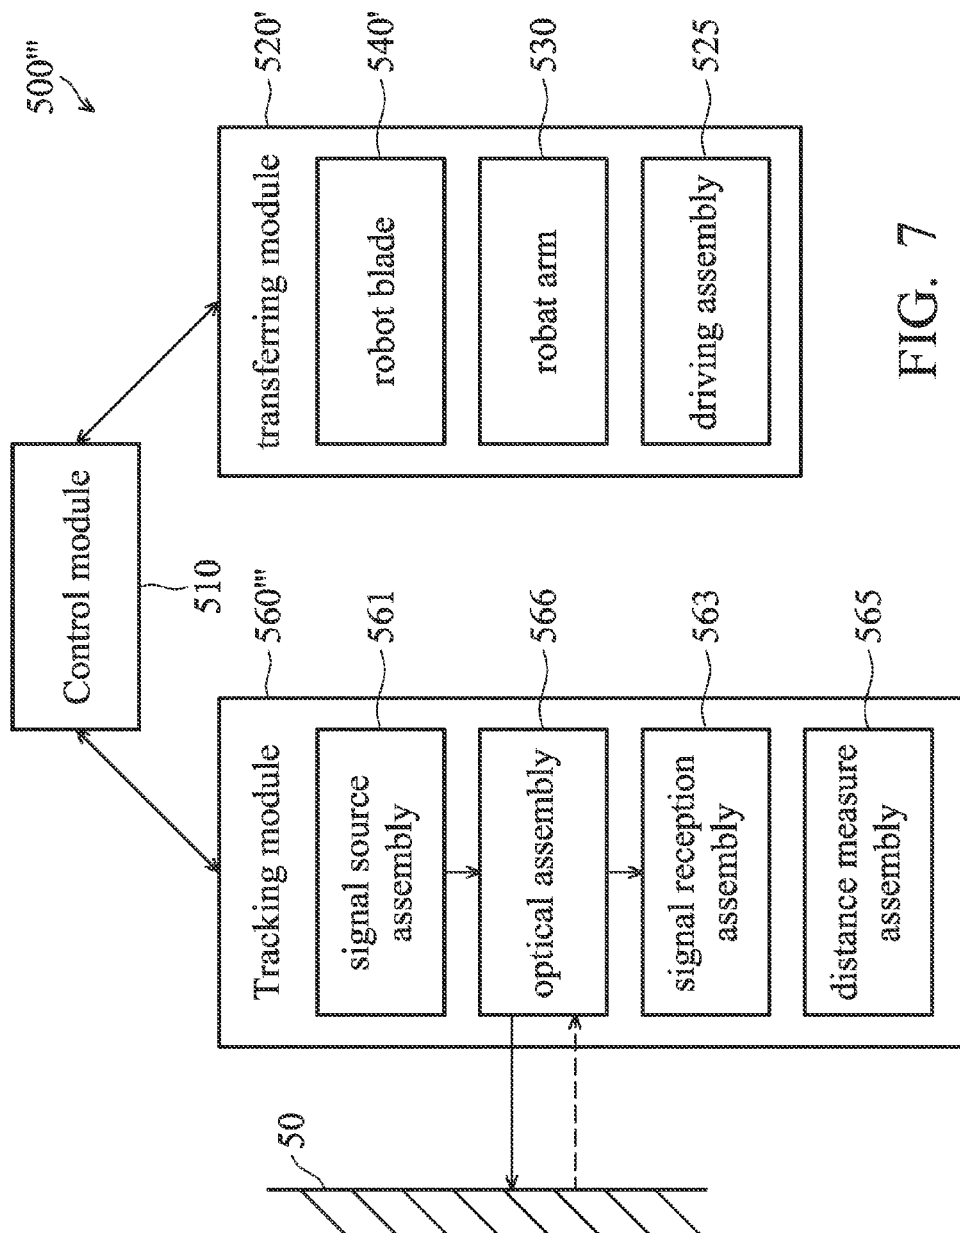 500'''
Control module
510
Tracking module
560'''
signal source
assembly
561
optical assembly
566
signal reception
assembly
563
distance measure
assembly
565
50
transferring module
520'
robot blade
540'
robat arm
530
driving assembly
525
FIG. 7